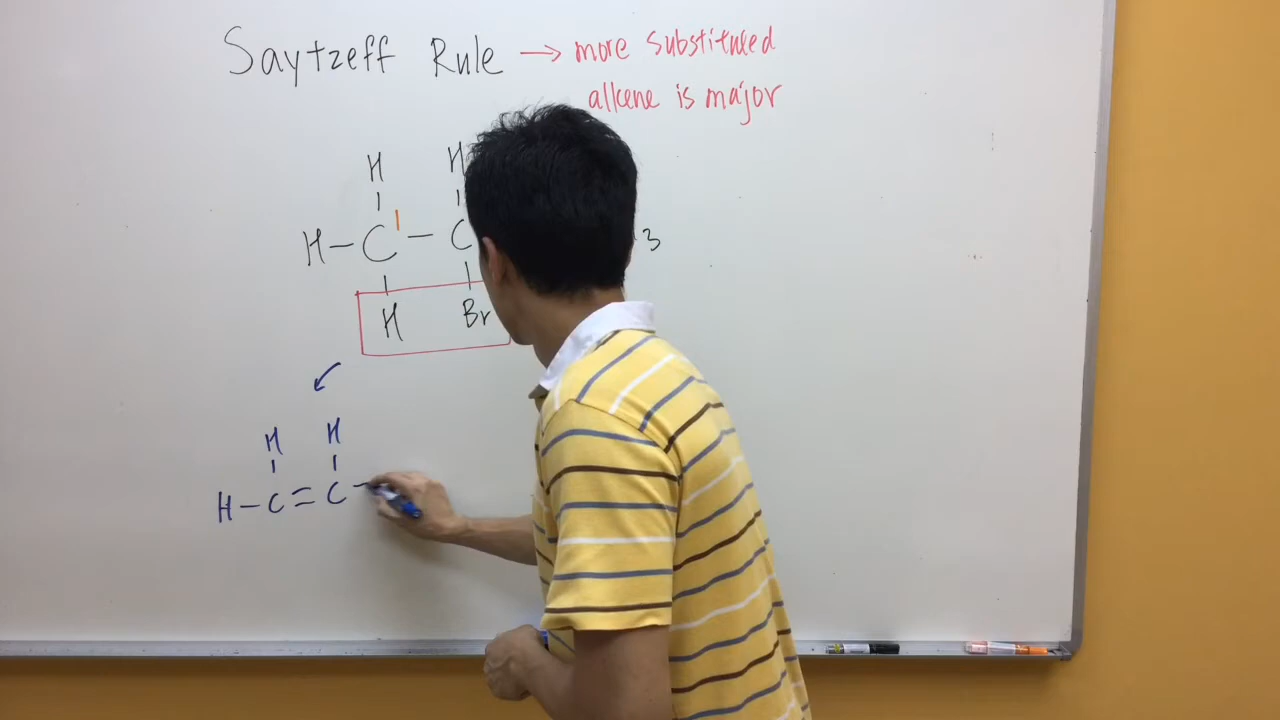 Saytzeff Rule → more substituted
alkene is major
H H
H – C – C 3
H Br
H H
H – C = C –